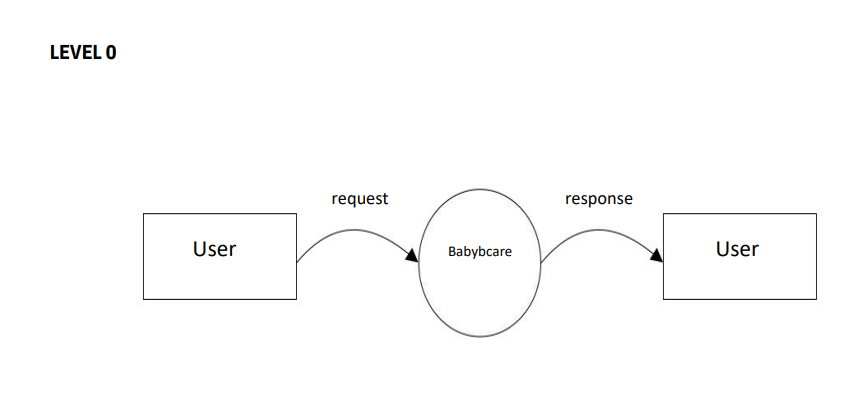 LEVEL 0
request
response
User
Babybcare
User